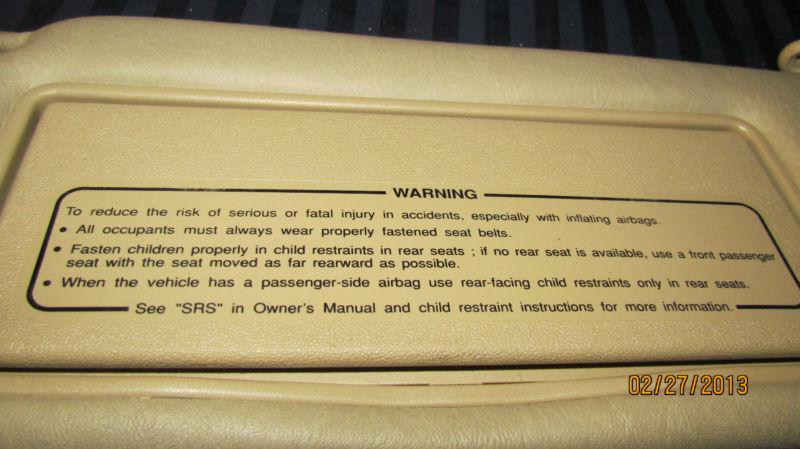 WARNING
To reduce the risk of serious or fatal injury in accidents, especially with inflating airbags.
• All occupants must always wear properly fastened seat belts.
• Fasten children properly in child restraints in rear seats ; if no rear seat is available, use a front passenger
seat with the seat moved as far rearward as possible.
• When the vehicle has a passenger-side airbag use rear-facing child restraints only in rear seats.
See "SRS" in Owner's Manual and child restraint instructions for more information.
02/27/2013